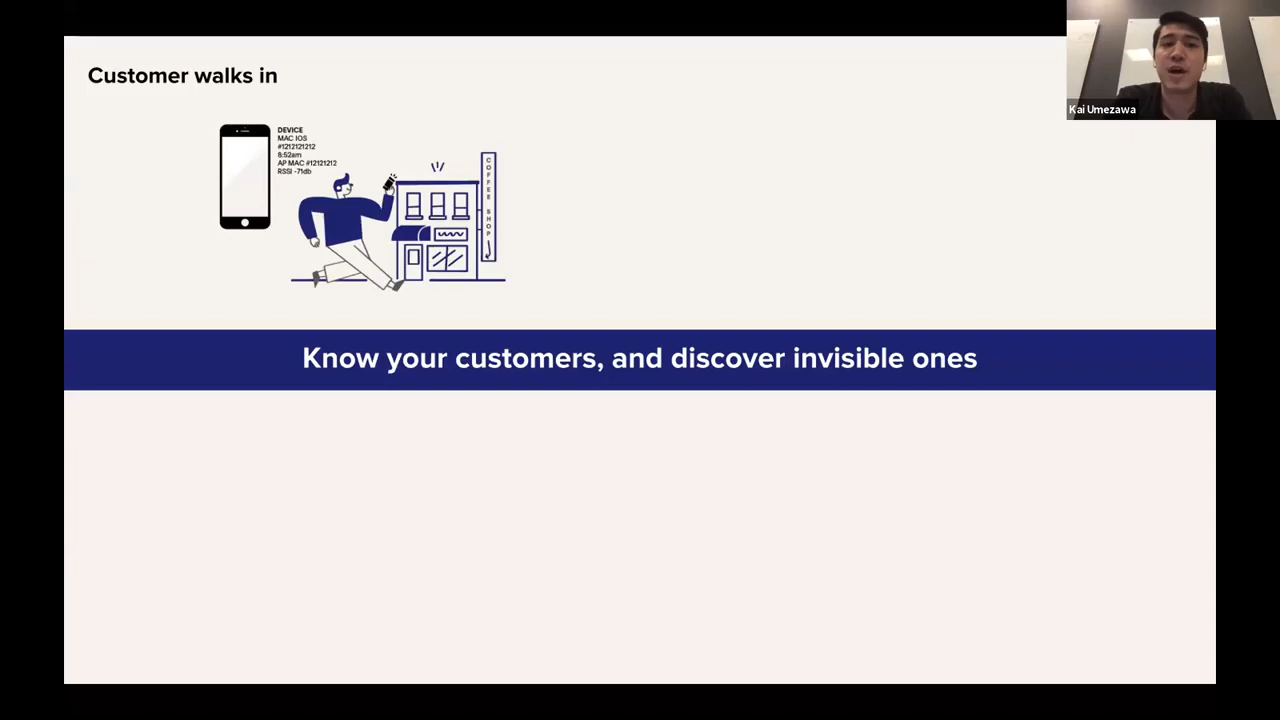 Customer walks in
DEVICE
MAC IOS
#1212121212
8:52am
AP MAC #12121212
RSSI -71db
COFFEE SHOP
Kai Umezawa
Know your customers, and discover invisible ones